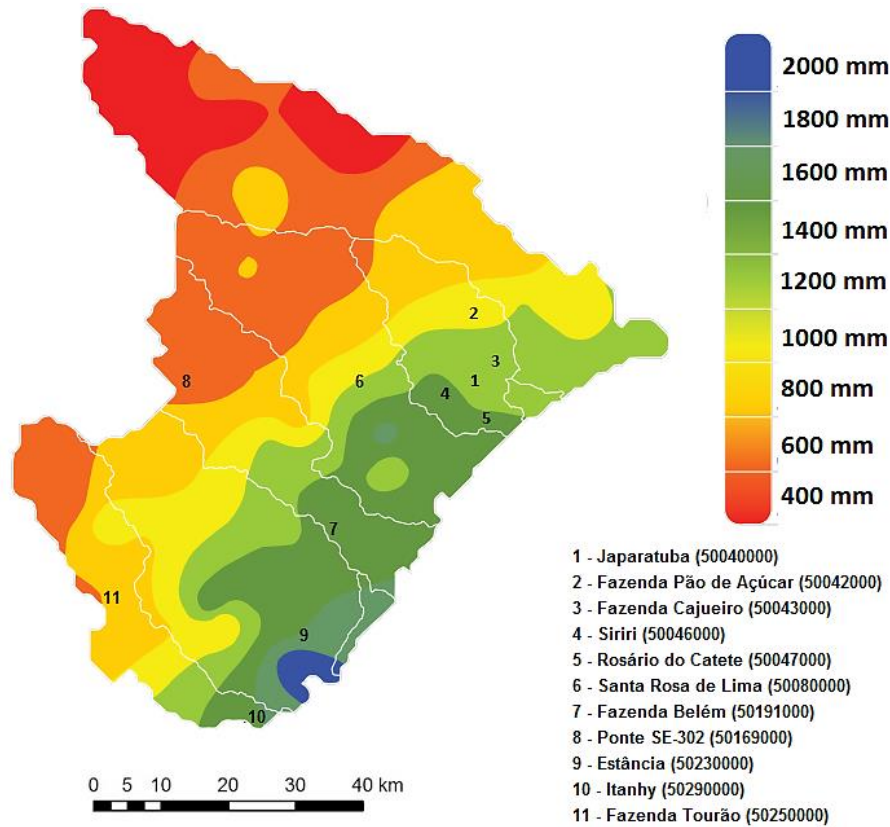 2000 mm
1800 mm
1600 mm
1400 mm
1200 mm
1000 mm
800 mm
600 mm
400 mm
2
3
8
6
1
4
5
7
11
9
10
1 - Japaratuba (50040000)
2 - Fazenda Pão de Açúcar (50042000)
3 - Fazenda Cajueiro (50043000)
4 - Siriri (50046000)
5 - Rosário do Catete (50047000)
6 - Santa Rosa de Lima (50080000)
7 - Fazenda Belém (50191000)
8 - Ponte SE-302 (50169000)
9 - Estância (50230000)
10 - Itanhy (50290000)
11 - Fazenda Tourão (50250000)
0 5 10 20 30 40 km